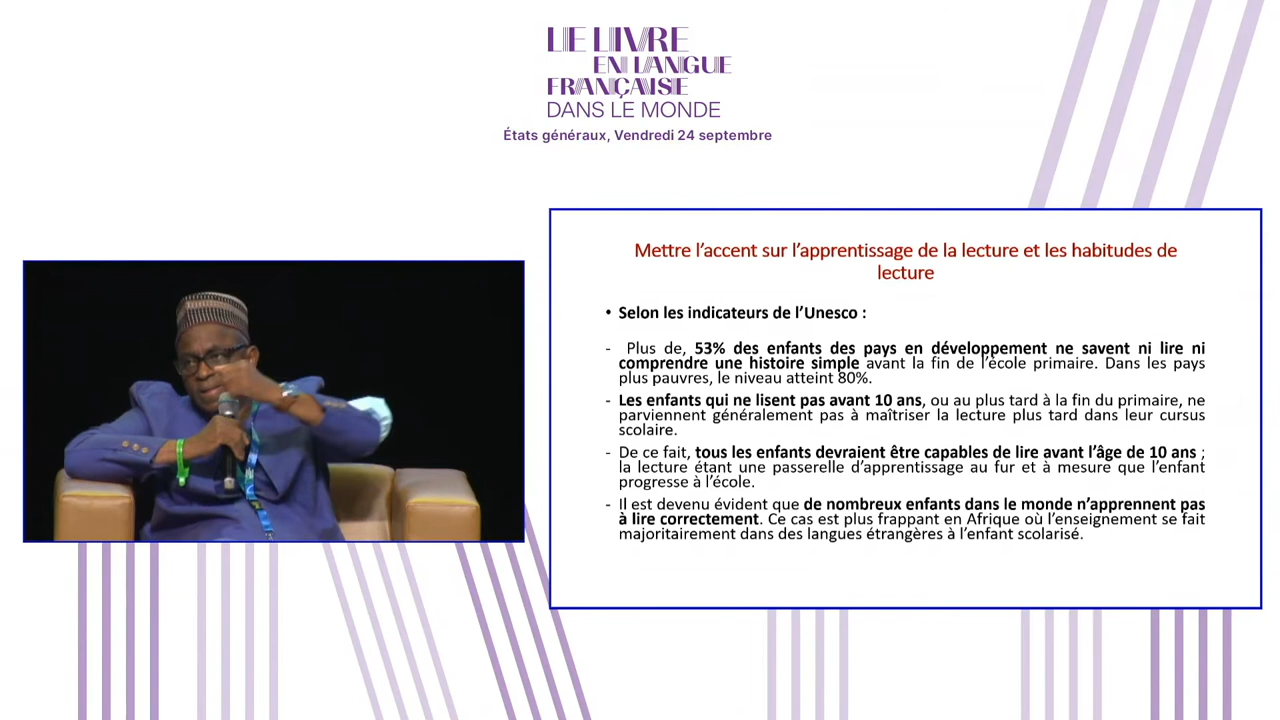 LE LIVRE
EN LANGUE
FRANÇAISE
DANS LE MONDE
États généraux, Vendredi 24 septembre
Mettre l’accent sur l’apprentissage de la lecture et les habitudes de
lecture
• Selon les indicateurs de l’Unesco :
- Plus de, 53% des enfants des pays en développement ne savent ni lire ni
comprendre une histoire simple avant la fin de l’école primaire. Dans les pays
plus pauvres, le niveau atteint 80%.
- Les enfants qui ne lisent pas avant 10 ans, ou au plus tard à la fin du primaire, ne
parviennent généralement pas à maîtriser la lecture plus tard dans leur cursus
scolaire.
- De ce fait, tous les enfants devraient être capables de lire avant l’âge de 10 ans ;
la lecture étant une passerelle d’apprentissage au fur et à mesure que l’enfant
progresse à l’école.
- Il est devenu évident que de nombreux enfants dans le monde n’apprennent pas
à lire correctement. Ce cas est plus frappant en Afrique où l’enseignement se fait
majoritairement dans des langues étrangères à l’enfant scolarisé.